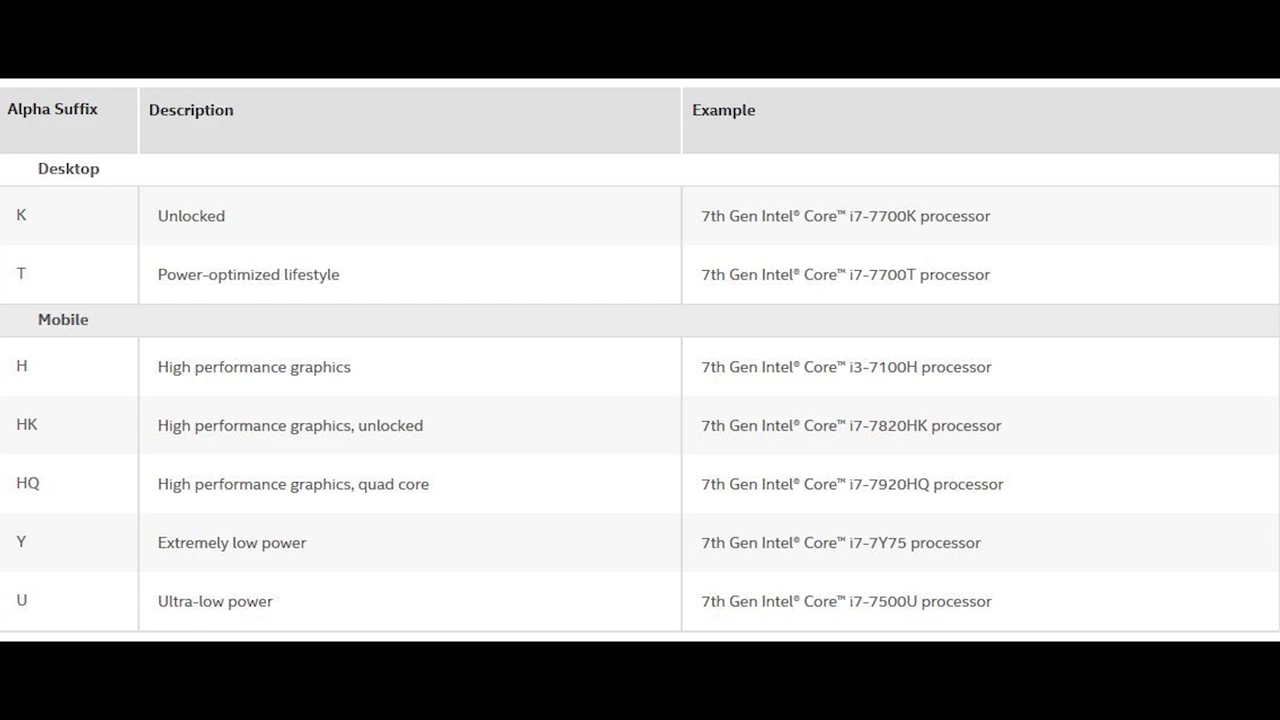 Alpha Suffix Description Example
Desktop
K Unlocked 7th Gen Intel® Core™ i7-7700K processor
T Power-optimized lifestyle 7th Gen Intel® Core™ i7-7700T processor
Mobile
H High performance graphics 7th Gen Intel® Core™ i3-7100H processor
HK High performance graphics, unlocked 7th Gen Intel® Core™ i7-7820HK processor
HQ High performance graphics, quad core 7th Gen Intel® Core™ i7-7920HQ processor
Y Extremely low power 7th Gen Intel® Core™ i7-7Y75 processor
U Ultra-low power 7th Gen Intel® Core™ i7-7500U processor